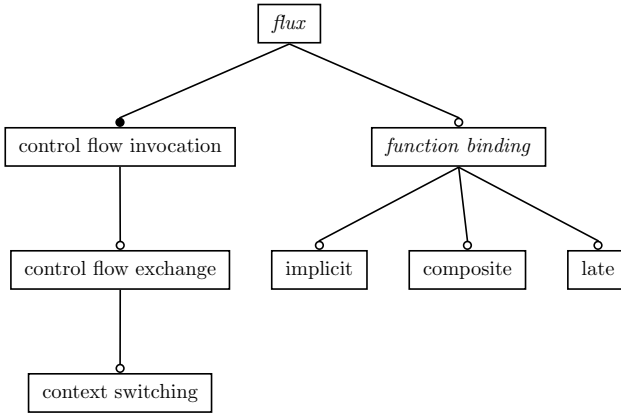 flux
control flow invocation
function binding
control flow exchange
implicit
composite
late
context switching